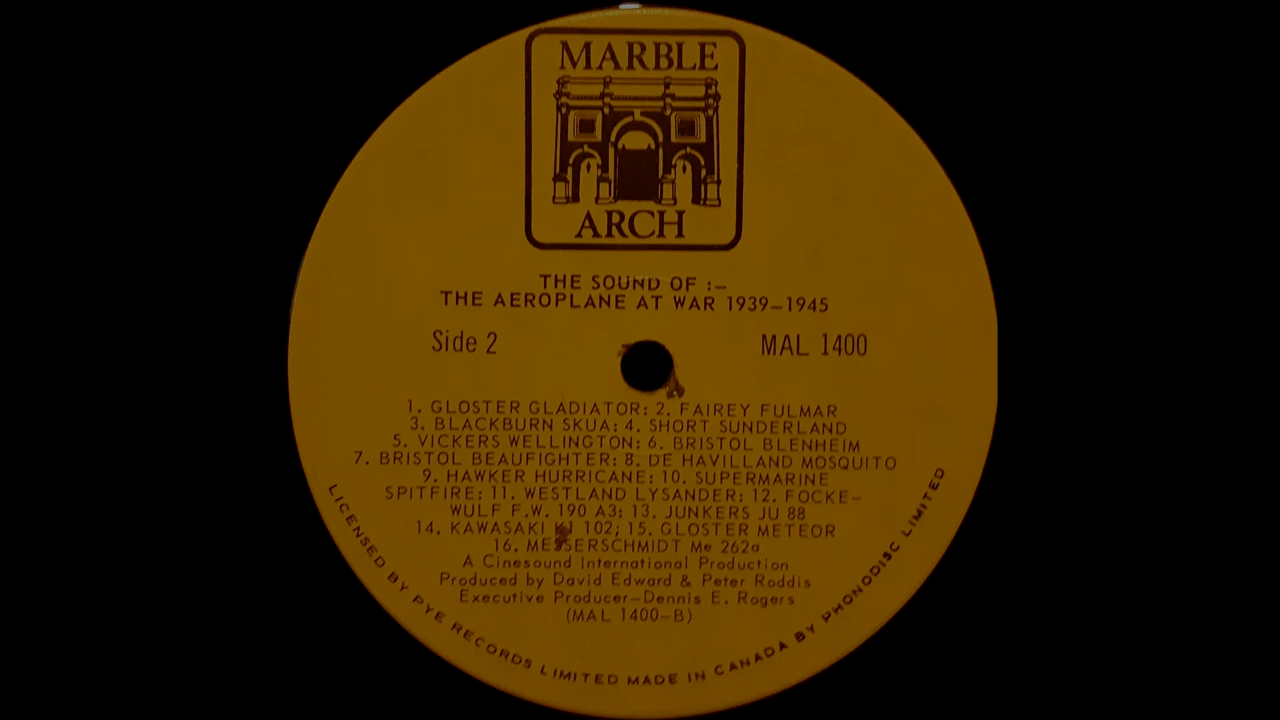 MARBLE
ARCH
THE SOUND OF :–
THE AEROPLANE AT WAR 1939–1945
Side 2
MAL 1400
1. GLOSTER GLADIATOR: 2. FAIREY FULMAR
3. BLACKBURN SKUA: 4. SHORT SUNDERLAND
5. VICKERS WELLINGTON: 6. BRISTOL BLENHEIM
7. BRISTOL BEAUFIGHTER: 8. DE HAVILLAND MOSQUITO
9. HAWKER HURRICANE: 10. SUPERMARINE
SPITFIRE: 11. WESTLAND LYSANDER: 12. FOCKE–
WULF F.W. 190 A3: 13. JUNKERS JU 88
14. KAWASAKI KI 102; 15. GLOSTER METEOR
16. MESSERSCHMIDT Me 262a
A Cinesound International Production
Produced by David Edward & Peter Roddis
Executive Producer–Dennis E. Rogers
(MAL 1400–B)
LICENSED BY PYE RECORDS LIMITED MADE IN CANADA BY PHONODISC LIMITED